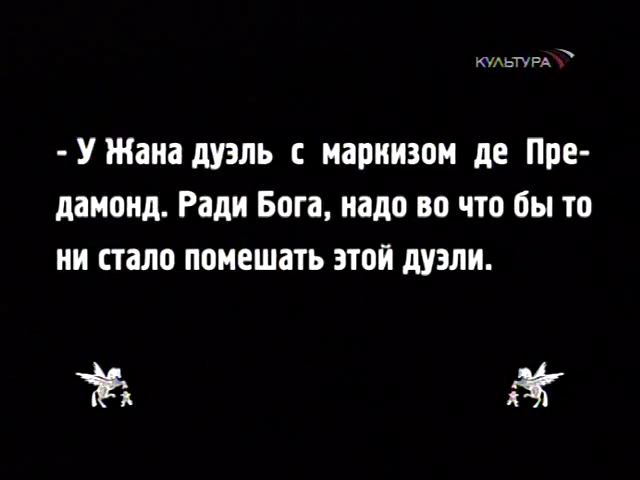 КУЛЬТУРА
- У Жана дуэль с маркизом де Пре-
дамонд. Ради Бога, надо во что бы то
ни стало помешать этой дуэли.